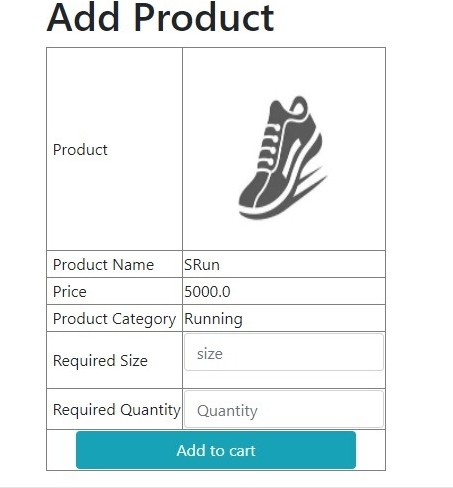 Add Product
Product
Product Name SRun
Price 5000.0
Product Category Running
Required Size size
Required Quantity Quantity
Add to cart